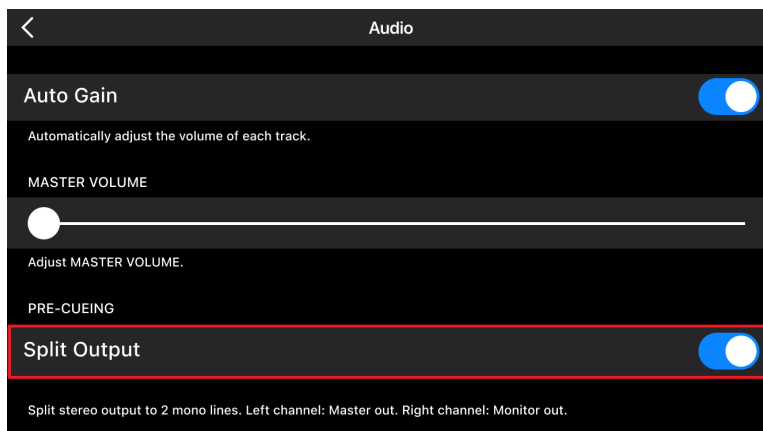 Audio
Auto Gain
Automatically adjust the volume of each track.
MASTER VOLUME
Adjust MASTER VOLUME.
PRE-CUEING
Split Output
Split stereo output to 2 mono lines. Left channel: Master out. Right channel: Monitor out.